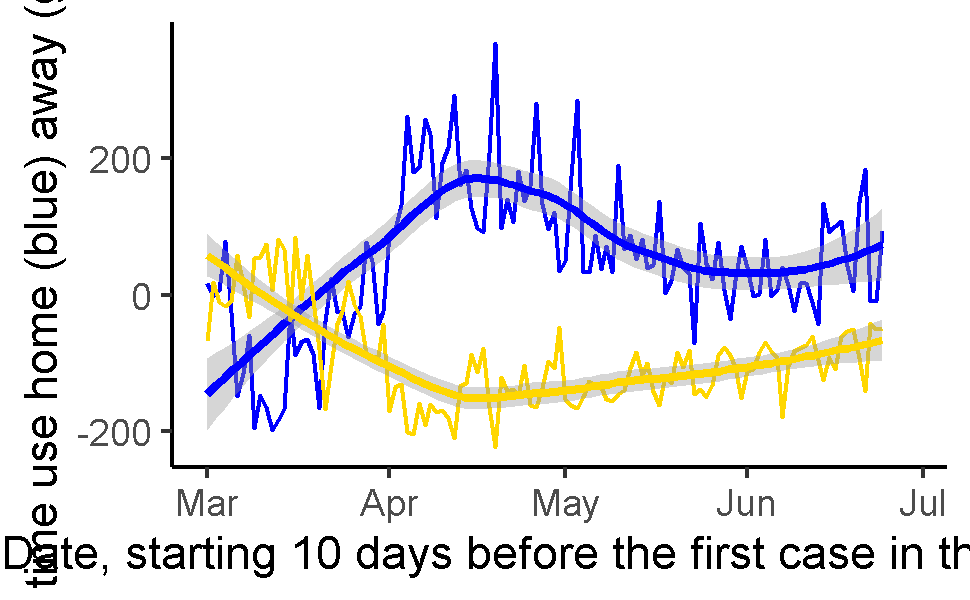 time use home (blue) away (
200
0
-200
Mar Apr May Jun Jul
Date, starting 10 days before the first case in th